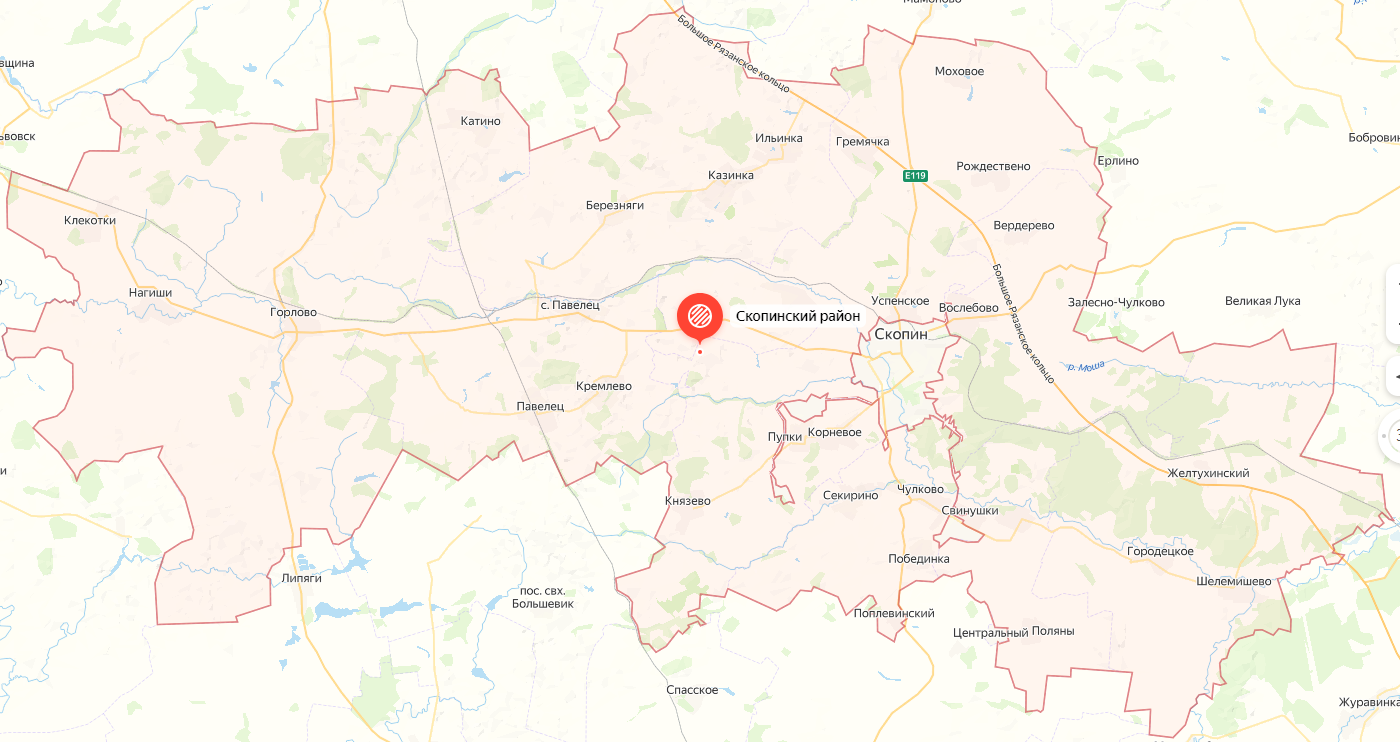 Мамоново
Большое Рязанское кольцо
Моховое
Катино
Ильинка
Гремячка
Бобровин
Ерлино
Рождествено
E119
Казинка
Березняги
Клекотки
Вердерево
Нагиши
Большое Рязанское кольцо
с. Павелец
Успенское
Вослебово
Залесно-Чулково
Великая Лука
Горлово
Скопинский район
Скопин
р. Моша
Кремлево
Павелец
Пупки
Корневое
Желтухинский
Князево
Секирино
Чулково
Свинушки
Городецкое
Побединка
Липяги
Шелемишево
пос. свх.
Большевик
Поплевинский
Центральный
Поляны
Спасское
Журавинка
вщина
ьвовск